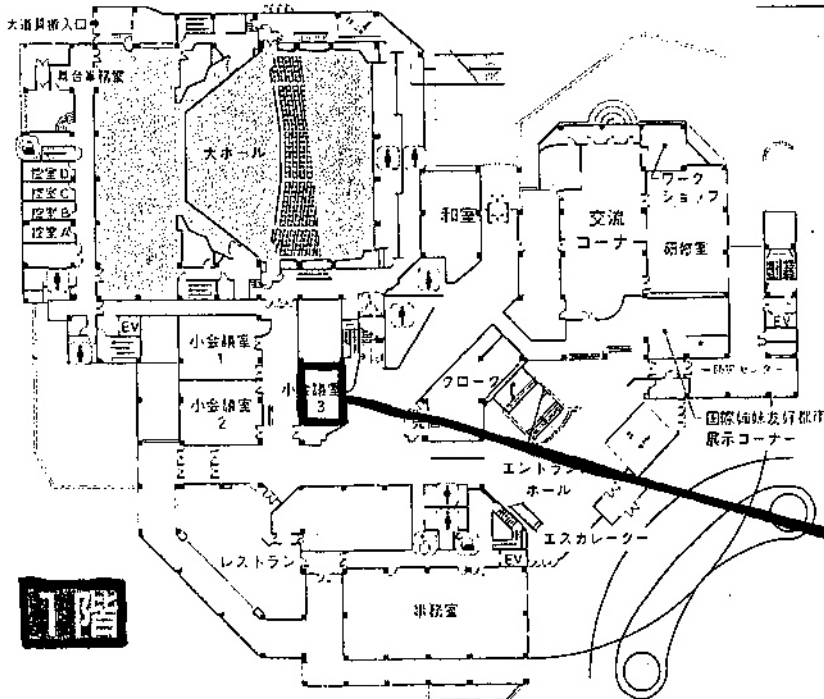 大道具搬入口
舞台事務室
大ホール
控室D
控室C
控室B
控室A
和室
交流
コーナー
ワーク
ショップ
研修室
EV
EV
小会議室
1
小会議室
2
小会議室
3
クローク
国際姉妹友好都市
展示コーナー
エントランス
ホール
エスカレーター
レストラン
EV
事務室
1階